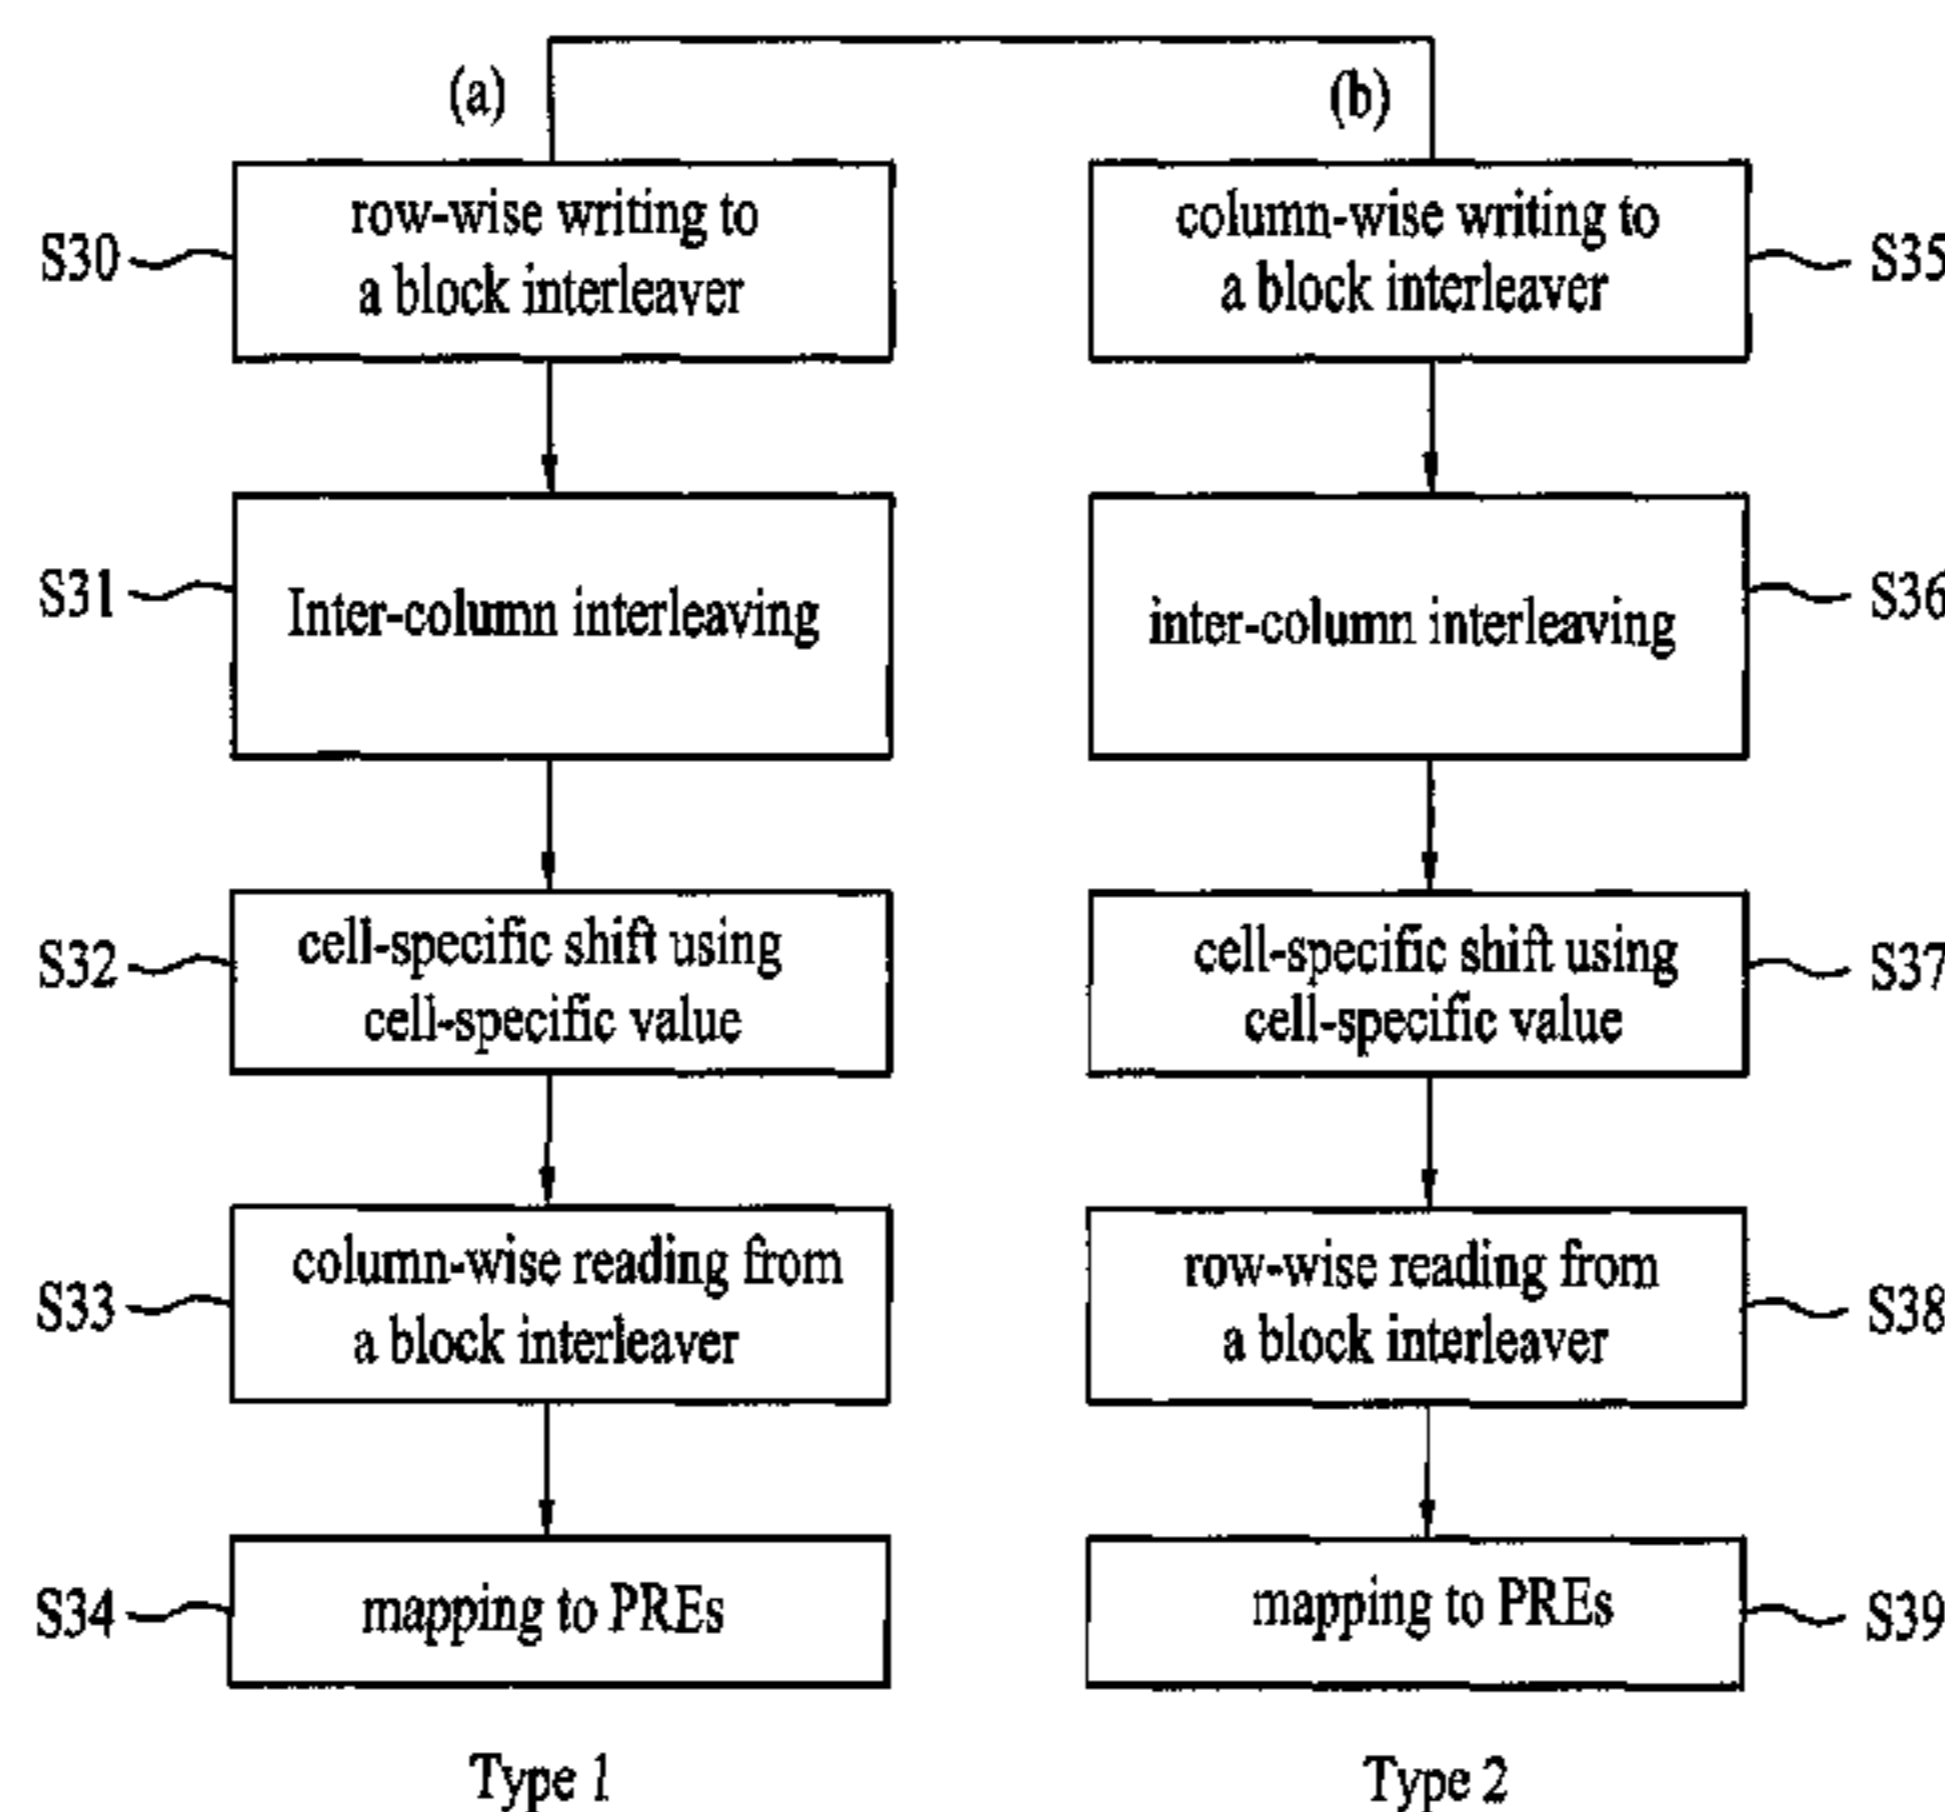 (a)
(b)
S30
row-wise writing to
a block interleaver
column-wise writing to
a block interleaver
S35
S31
Inter-column interleaving
inter-column interleaving
S36
S32
cell-specific shift using
cell-specific value
cell-specific shift using
cell-specific value
S37
S33
column-wise reading from
a block interleaver
row-wise reading from
a block interleaver
S38
S34
mapping to PREs
mapping to PREs
S39
Type 1
Type 2